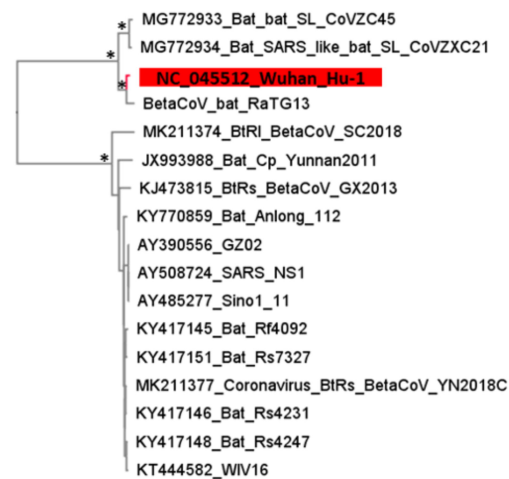 MG772933_Bat_bat_SL_CoVZC45
*
MG772934_Bat_SARS_like_bat_SL_CoVZXC21
*
NC_045512_Wuhan_Hu-1
*
BetaCoV_bat_RaTG13
MK211374_BtRl_BetaCoV_SC2018
*
JX993988_Bat_Cp_Yunnan2011
KJ473815_BtRs_BetaCoV_GX2013
KY770859_Bat_Anlong_112
AY390556_GZ02
AY508724_SARS_NS1
AY485277_Sino1_11
KY417145_Bat_Rf4092
KY417151_Bat_Rs7327
MK211377_Coronavirus_BtRs_BetaCoV_YN2018C
KY417146_Bat_Rs4231
KY417148_Bat_Rs4247
KT444582_WIV16